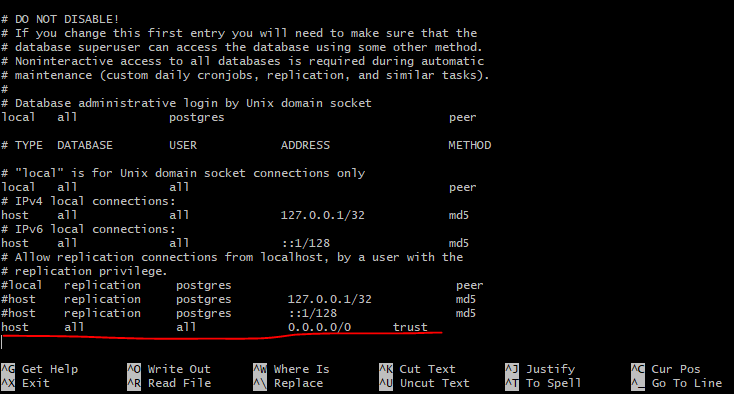 # DO NOT DISABLE!
# If you change this first entry you will need to make sure that the
# database superuser can access the database using some other method.
# Noninteractive access to all databases is required during automatic
# maintenance (custom daily cronjobs, replication, and similar tasks).
#
# Database administrative login by Unix domain socket
local   all             postgres                                peer
# TYPE  DATABASE        USER            ADDRESS                 METHOD
# "local" is for Unix domain socket connections only
local   all             all                                     peer
# IPv4 local connections:
host    all             all             127.0.0.1/32            md5
# IPv6 local connections:
host    all             all             ::1/128                 md5
# Allow replication connections from localhost, by a user with the
# replication privilege.
#local   replication     postgres                                peer
#host    replication     postgres        127.0.0.1/32            md5
#host    replication     postgres        ::1/128                 md5
host     all             all             0.0.0.0/0      trust
^G Get Help     ^O Write Out    ^W Where Is     ^K Cut Text     ^J Justify      ^C Cur Pos
^X Exit         ^R Read File    ^\ Replace      ^U Uncut Text   ^T To Spell     ^_ Go To Line